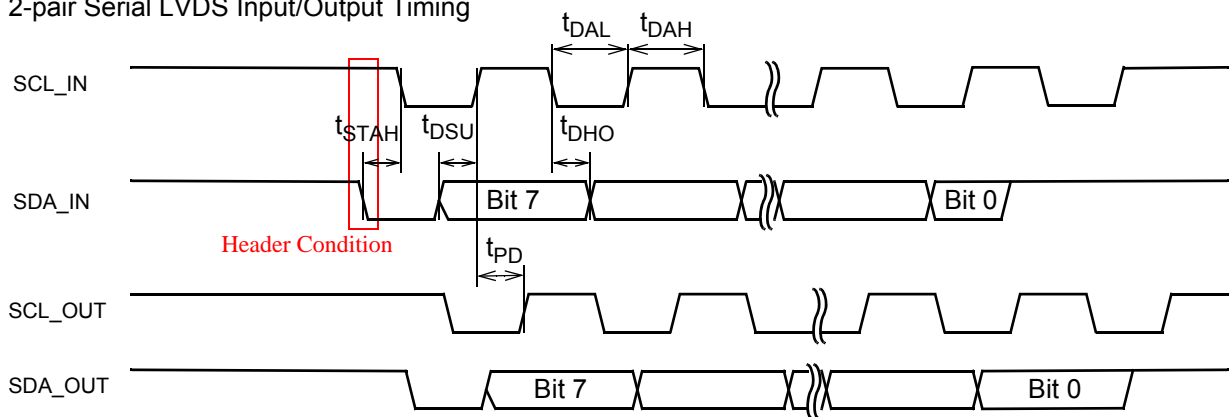 2-pair Serial LVDS Input/Output Timing
tDAL tDAH
SCL_IN
tSTAH tDSU tDHO
SDA_IN Bit 7 Bit 0
Header Condition
tPD
SCL_OUT
SDA_OUT Bit 7 Bit 0